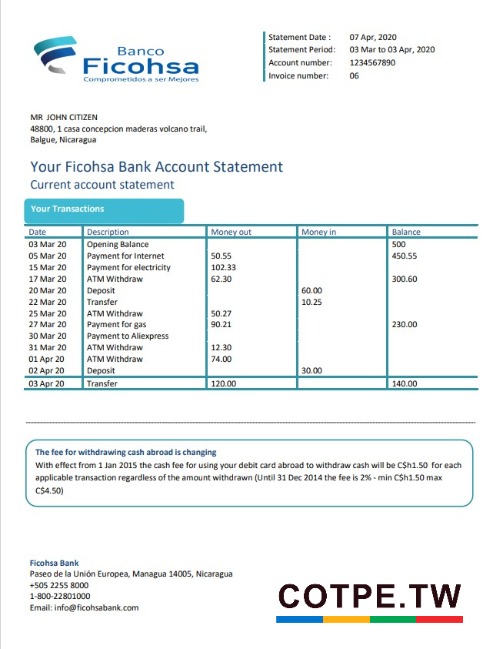 Banco
Ficohsa
Comprometidos a ser Mejores
Statement Date : 07 Apr, 2020
Statement Period: 03 Mar to 03 Apr, 2020
Account number: 1234567890
Invoice number: 06
MR JOHN CITIZEN
48800, 1 casa concepcion maderas volcano trail,
Balgue, Nicaragua
Your Ficohsa Bank Account Statement
Current account statement
Your Transactions
Date Description Money out Money in Balance
03 Mar 20 Opening Balance 500
05 Mar 20 Payment for Internet 50.55 450.55
15 Mar 20 Payment for electricity 102.33
17 Mar 20 ATM Withdraw 62.30 300.60
20 Mar 20 Deposit 60.00
22 Mar 20 Transfer 10.25
25 Mar 20 ATM Withdraw 50.27
27 Mar 20 Payment for gas 90.21 230.00
30 Mar 20 Payment to Aliexpress
31 Mar 20 ATM Withdraw 12.30
01 Apr 20 ATM Withdraw 74.00
02 Apr 20 Deposit 30.00
03 Apr 20 Transfer 120.00 140.00
The fee for withdrawing cash abroad is changing
With effect from 1 Jan 2015 the cash fee for using your debit card abroad to withdraw cash will be C$h1.50 for each
applicable transaction regardless of the amount withdrawn (Until 31 Dec 2014 the fee is 2% - min C$h1.50 max
C$4.50)
Ficohsa Bank
Paseo de la Unión Europea, Managua 14005, Nicaragua
+505 2255 8000
1-800-22801000
Email: info@ficohsabank.com
COTPE.TW